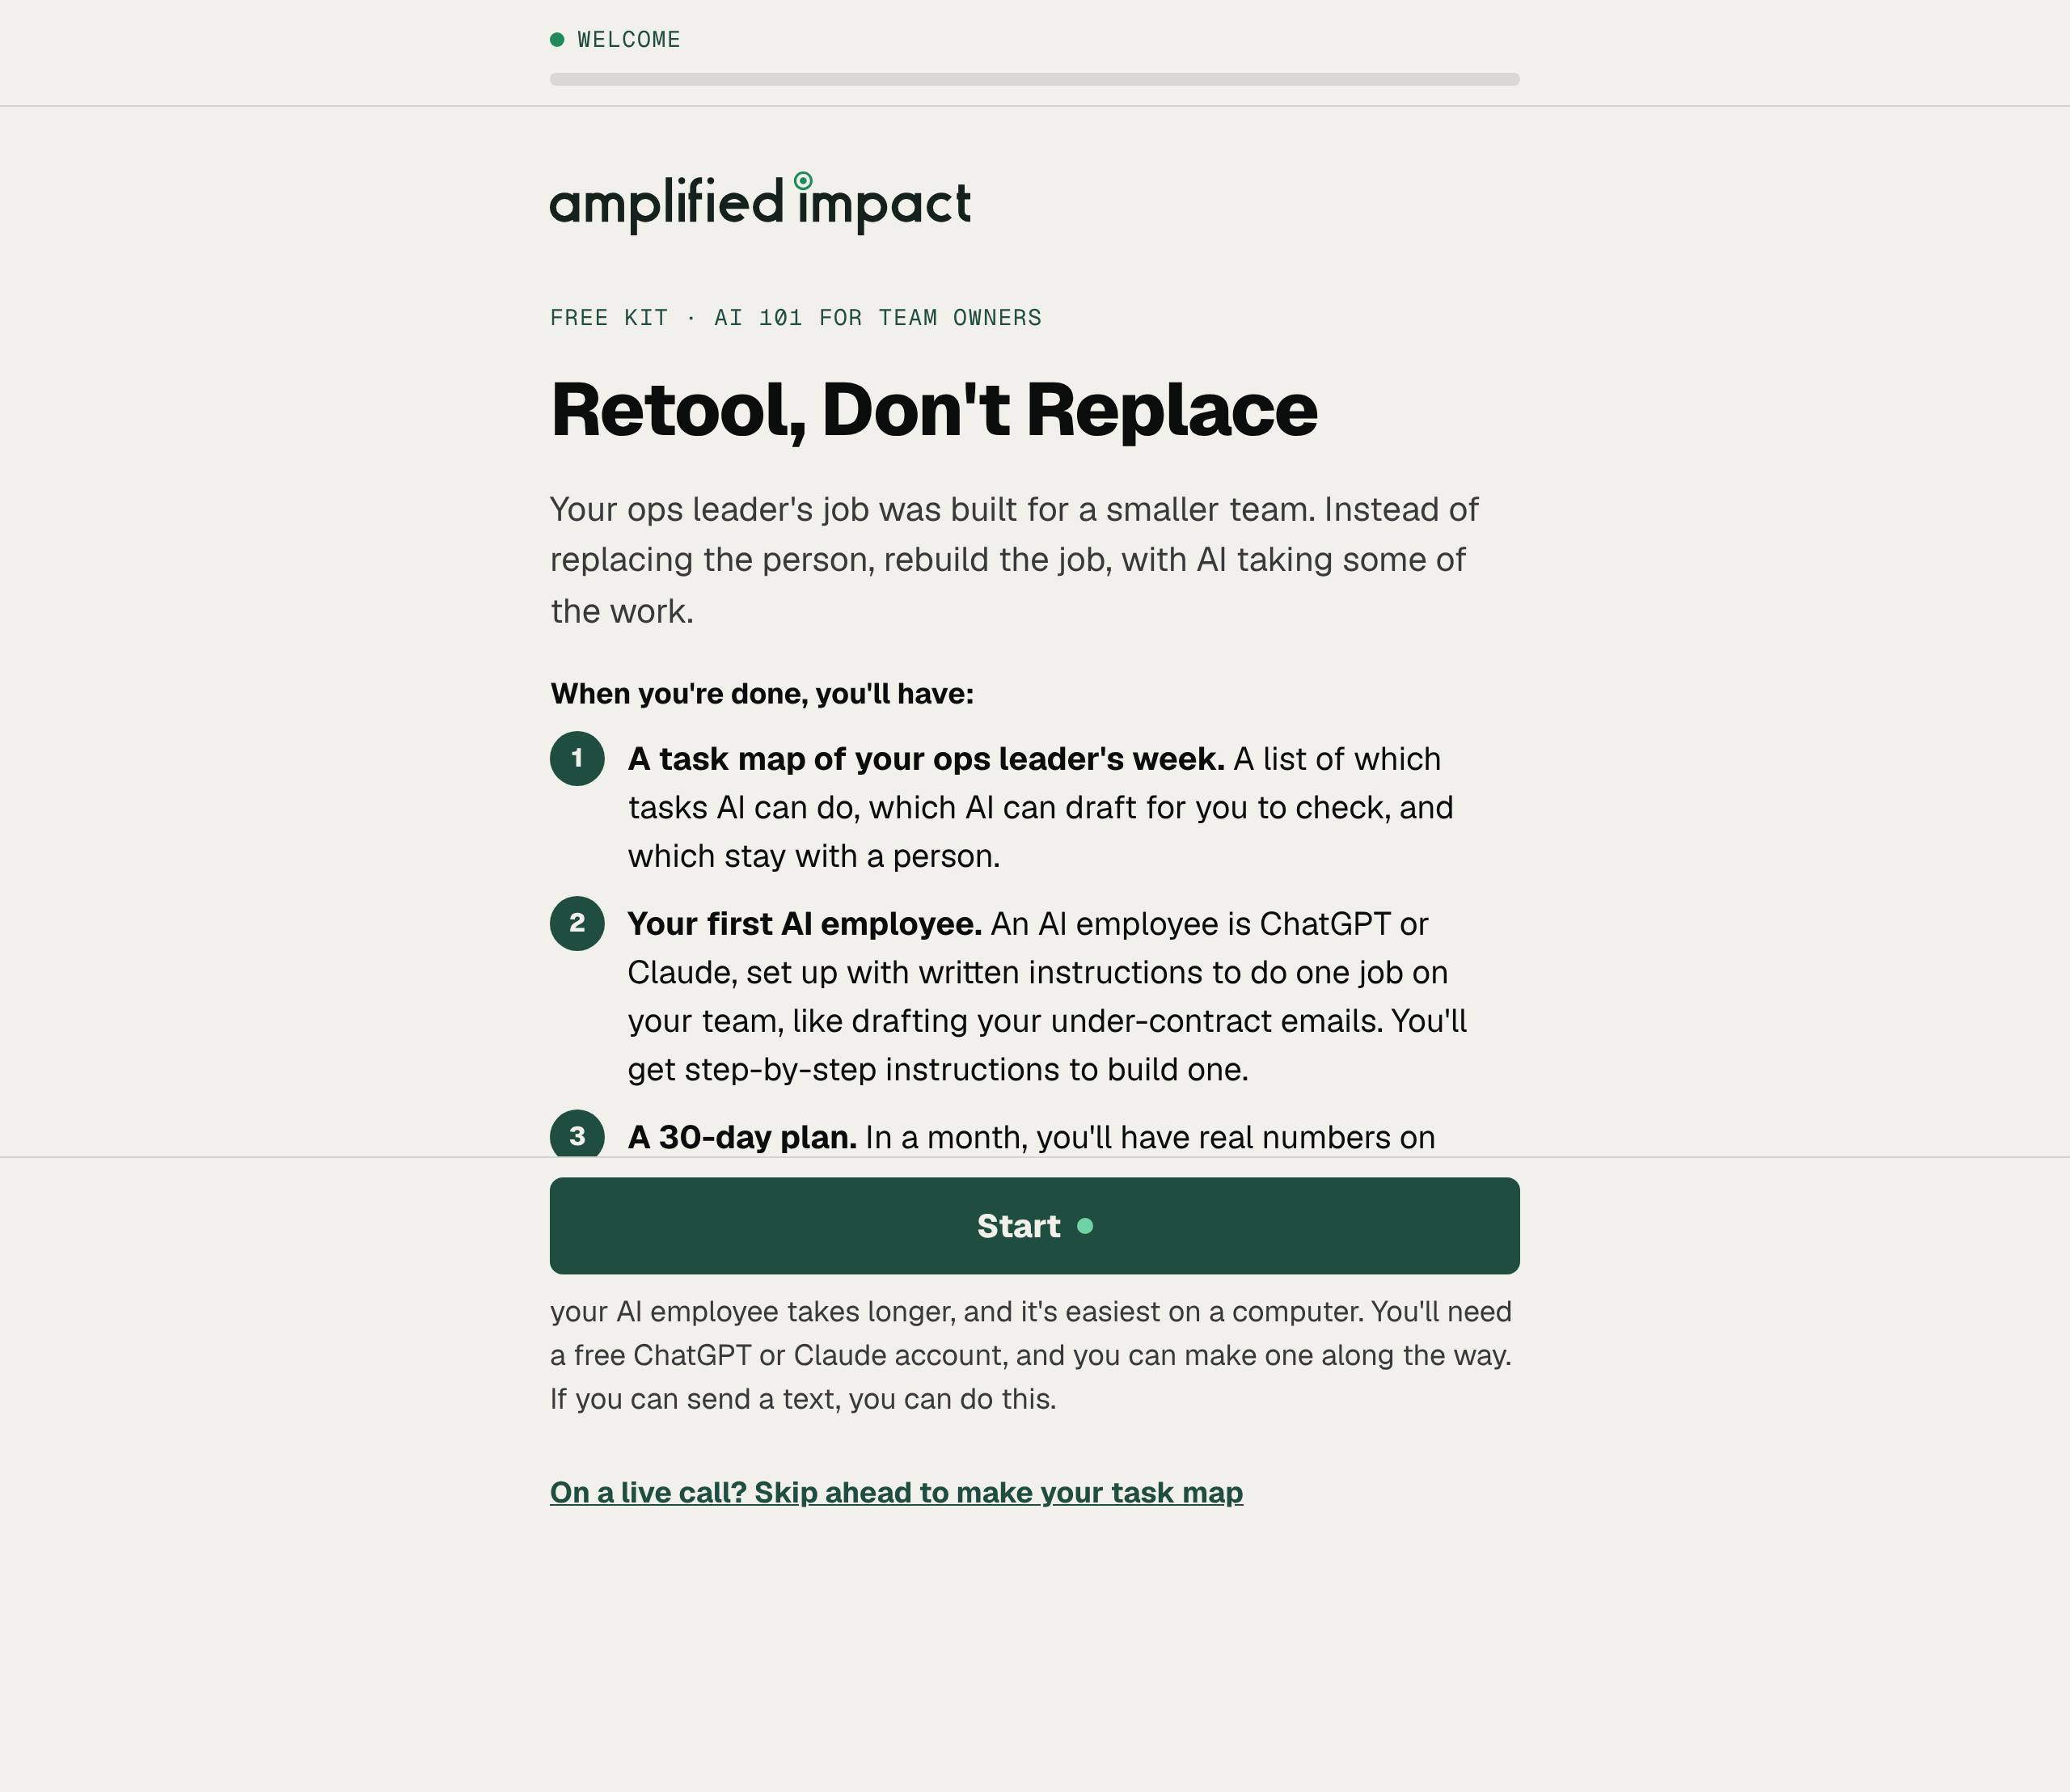 WELCOME
amplified impact
FREE KIT · AI 101 FOR TEAM OWNERS
Retool, Don't Replace
Your ops leader's job was built for a smaller team. Instead of
replacing the person, rebuild the job, with AI taking some of
the work.
When you're done, you'll have:
1
A task map of your ops leader's week. A list of which
tasks AI can do, which AI can draft for you to check, and
which stay with a person.
2
Your first AI employee. An AI employee is ChatGPT or
Claude, set up with written instructions to do one job on
your team, like drafting your under-contract emails. You'll
get step-by-step instructions to build one.
3
A 30-day plan. In a month, you'll have real numbers on
Start
your AI employee takes longer, and it's easiest on a computer. You'll need
a free ChatGPT or Claude account, and you can make one along the way.
If you can send a text, you can do this.
On a live call? Skip ahead to make your task map